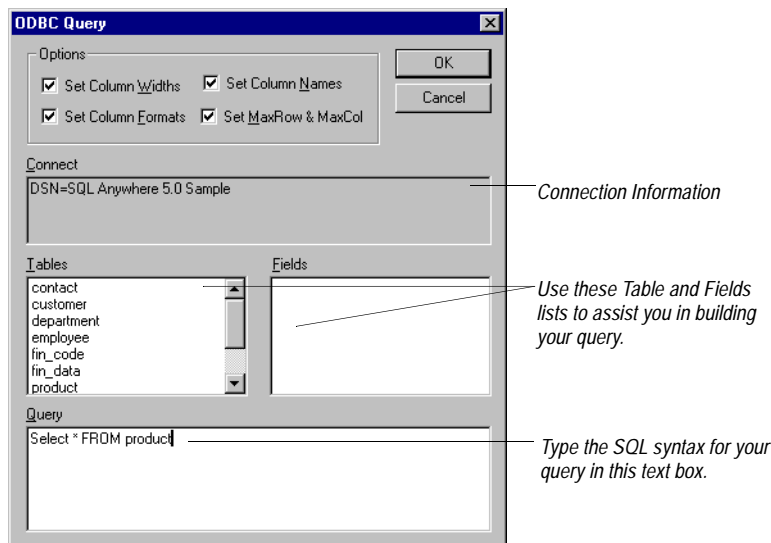 ODBC Query
Options
Set Column Widths
Set Column Names
Set Column Formats
Set MaxRow & MaxCol
OK
Cancel
Connect
DSN=SQL Anywhere 5.0 Sample
Connection Information
Tables
Fields
contact
customer
department
employee
fin_code
fin_data
product
Use these Table and Fields
lists to assist you in building
your query.
Query
Select * FROM product
Type the SQL syntax for your
query in this text box.